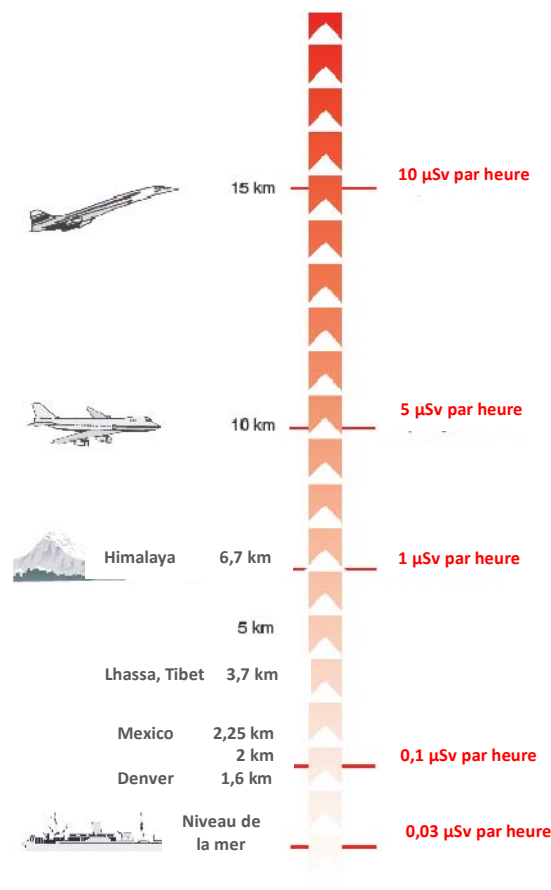 15 km 10 µSv par heure
10 km 5 µSv par heure
Himalaya 6,7 km 1 µSv par heure
5 km
Lhassa, Tibet 3,7 km
Mexico 2,25 km
2 km 0,1 µSv par heure
Denver 1,6 km
Niveau de
la mer 0,03 µSv par heure